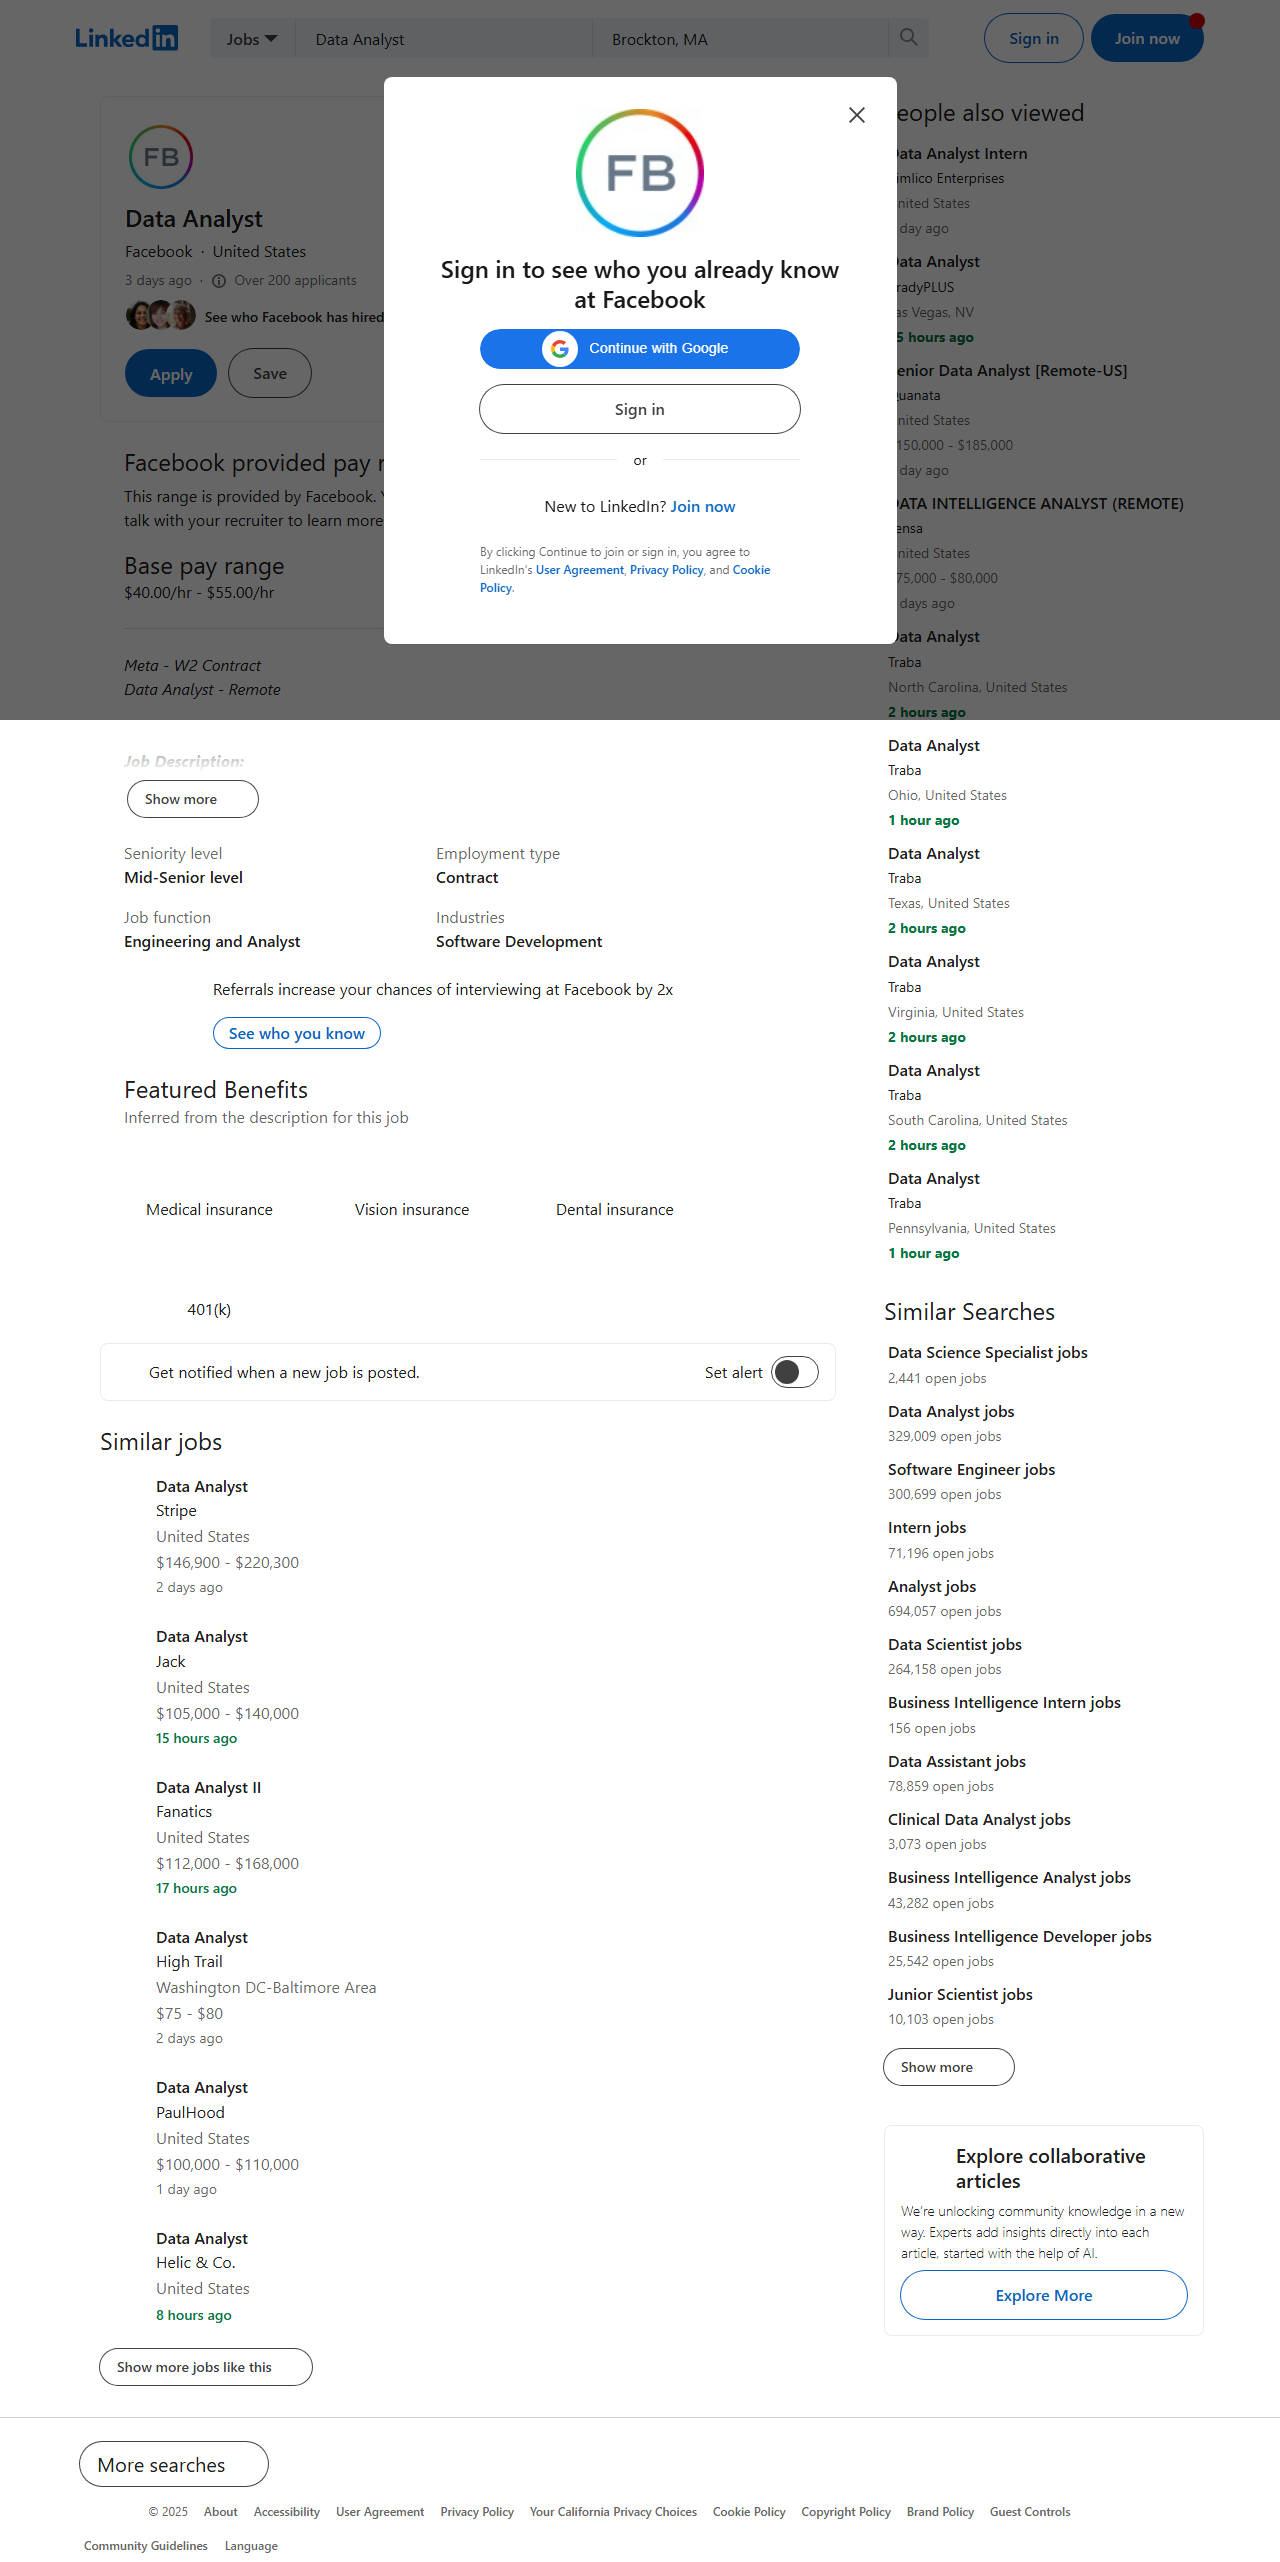 LinkedIn
Jobs
Data Analyst
Brockton, MA
Sign in
Join now
FB
Data Analyst
Facebook · United States
3 days ago · Over 200 applicants
See who Facebook has hired
Apply
Save
Facebook provided pay
This range is provided by Facebook.
talk with your recruiter to learn more
Base pay range
$40.00/hr - $55.00/hr
Meta - W2 Contract
Data Analyst - Remote
FB
Sign in to see who you already know
at Facebook
Continue with Google
Sign in
or
New to LinkedIn? Join now
By clicking Continue to join or sign in, you agree to
LinkedIn's User Agreement, Privacy Policy, and Cookie
Policy.
Job Description:
Show more
Seniority level
Mid-Senior level
Employment type
Contract
Job function
Engineering and Analyst
Industries
Software Development
Referrals increase your chances of interviewing at Facebook by 2x
See who you know
Featured Benefits
Inferred from the description for this job
Medical insurance
Vision insurance
Dental insurance
401(k)
Get notified when a new job is posted.
Set alert
Similar jobs
Data Analyst
Stripe
United States
$146,900 - $220,300
2 days ago
Data Analyst
Jack
United States
$105,000 - $140,000
15 hours ago
Data Analyst II
Fanatics
United States
$112,000 - $168,000
17 hours ago
Data Analyst
High Trail
Washington DC-Baltimore Area
$75 - $80
2 days ago
Data Analyst
PaulHood
United States
$100,000 - $110,000
1 day ago
Data Analyst
Helic & Co.
United States
8 hours ago
Show more jobs like this
eople also viewed
ata Analyst Intern
imlico Enterprises
nited States
day ago
ata Analyst
radyPLUS
as Vegas, NV
5 hours ago
enior Data Analyst [Remote-US]
uanata
nited States
150,000 - $185,000
day ago
DATA INTELLIGENCE ANALYST (REMOTE)
ensa
nited States
75,000 - $80,000
days ago
ata Analyst
Traba
North Carolina, United States
2 hours ago
Data Analyst
Traba
Ohio, United States
1 hour ago
Data Analyst
Traba
Texas, United States
2 hours ago
Data Analyst
Traba
Virginia, United States
2 hours ago
Data Analyst
Traba
South Carolina, United States
2 hours ago
Data Analyst
Traba
Pennsylvania, United States
1 hour ago
Similar Searches
Data Science Specialist jobs
2,441 open jobs
Data Analyst jobs
329,009 open jobs
Software Engineer jobs
300,699 open jobs
Intern jobs
71,196 open jobs
Analyst jobs
694,057 open jobs
Data Scientist jobs
264,158 open jobs
Business Intelligence Intern jobs
156 open jobs
Data Assistant jobs
78,859 open jobs
Clinical Data Analyst jobs
3,073 open jobs
Business Intelligence Analyst jobs
43,282 open jobs
Business Intelligence Developer jobs
25,542 open jobs
Junior Scientist jobs
10,103 open jobs
Show more
Explore collaborative
articles
We're unlocking community knowledge in a new
way. Experts add insights directly into each
article, started with the help of AI.
Explore More
More searches
© 2025 About Accessibility User Agreement Privacy Policy Your California Privacy Choices Cookie Policy Copyright Policy Brand Policy Guest Controls
Community Guidelines Language